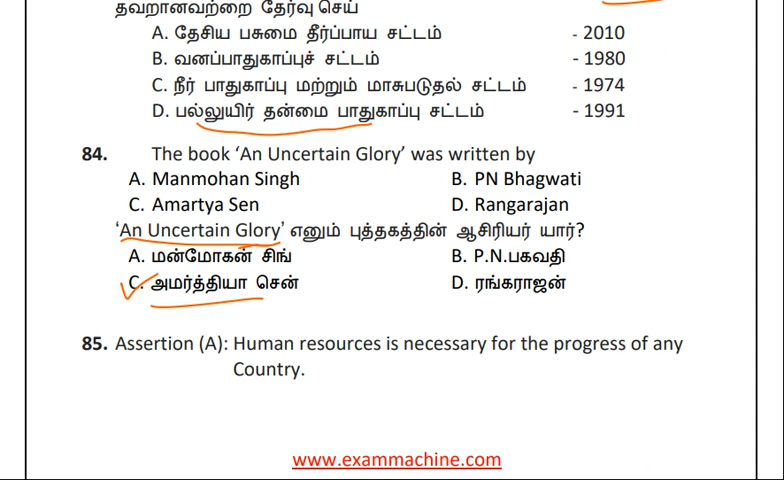 தவறானவற்றை தேர்வு செய்
A. தேசிய பசுமை தீர்ப்பாய சட்டம் - 2010
B. வனப்பாதுகாப்புச் சட்டம் - 1980
C. நீர் பாதுகாப்பு மற்றும் மாசுபடுதல் சட்டம் - 1974
D. பல்லுயிர் தன்மை பாதுகாப்பு சட்டம் - 1991
84. The book ‘An Uncertain Glory’ was written by
A. Manmohan Singh B. PN Bhagwati
C. Amartya Sen D. Rangarajan
‘An Uncertain Glory’ எனும் புத்தகத்தின் ஆசிரியர் யார்?
A. மன்மோகன் சிங் B. P.N.பகவதி
C. அமர்த்தியா சென் D. ரங்கராஜன்
85. Assertion (A): Human resources is necessary for the progress of any
Country.
www.exammachine.com